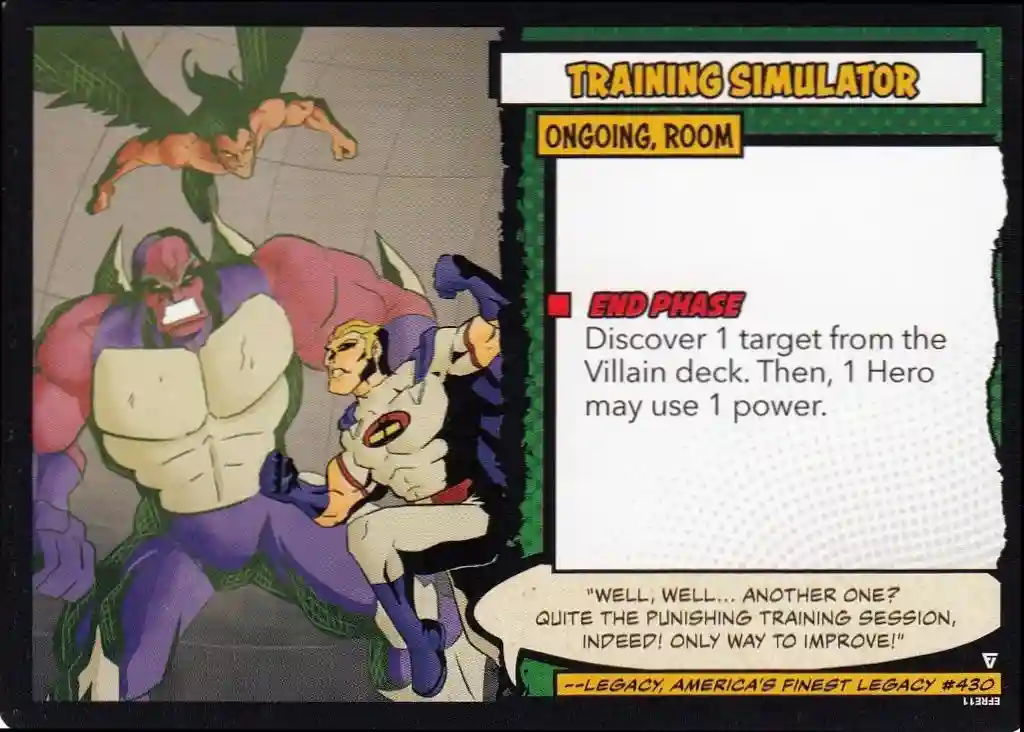 TRAINING SIMULATOR
ONGOING, ROOM
END PHASE
Discover 1 target from the
Villain deck. Then, 1 Hero
may use 1 power.
"WELL, WELL... ANOTHER ONE?
QUITE THE PUNISHING TRAINING SESSION,
INDEED! ONLY WAY TO IMPROVE!"
--LEGACY, AMERICA'S FINEST LEGACY #430
EFRE11